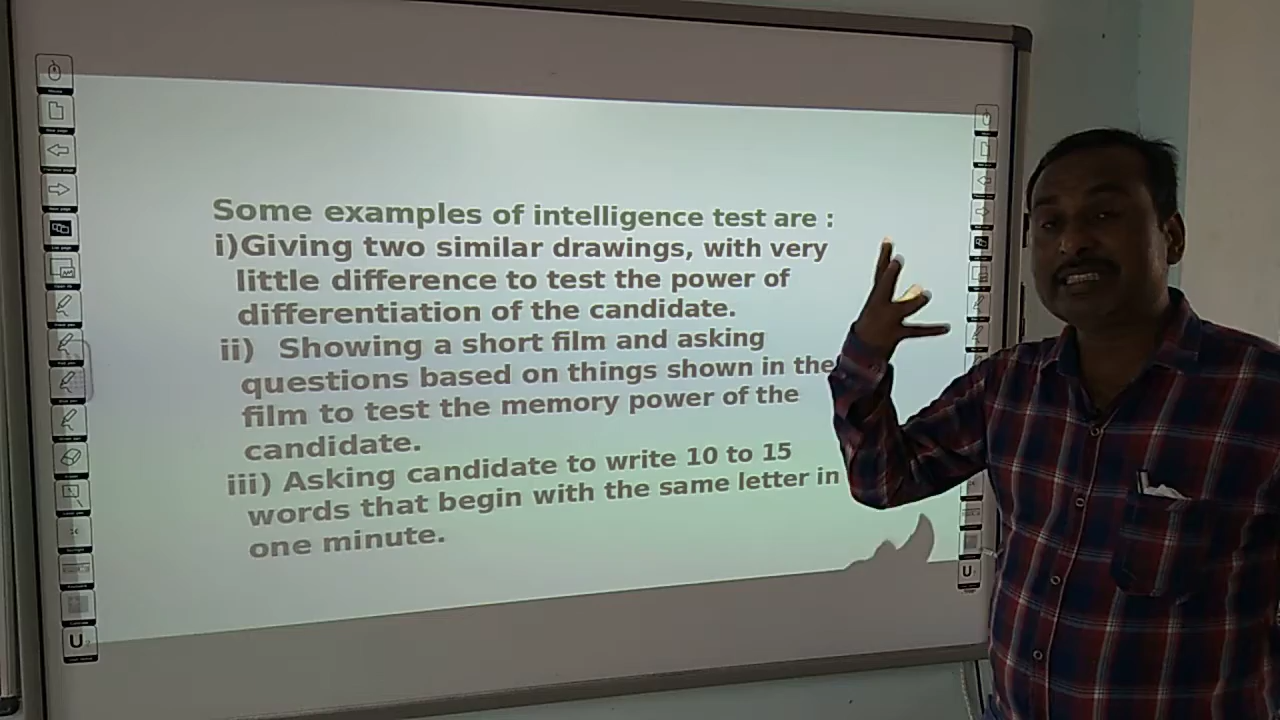 Some examples of intelligence test are :
i)Giving two similar drawings, with very
little difference to test the power of
differentiation of the candidate.
ii) Showing a short film and asking
questions based on things shown in the
film to test the memory power of the
candidate.
iii) Asking candidate to write 10 to 15
words that begin with the same letter in
one minute.